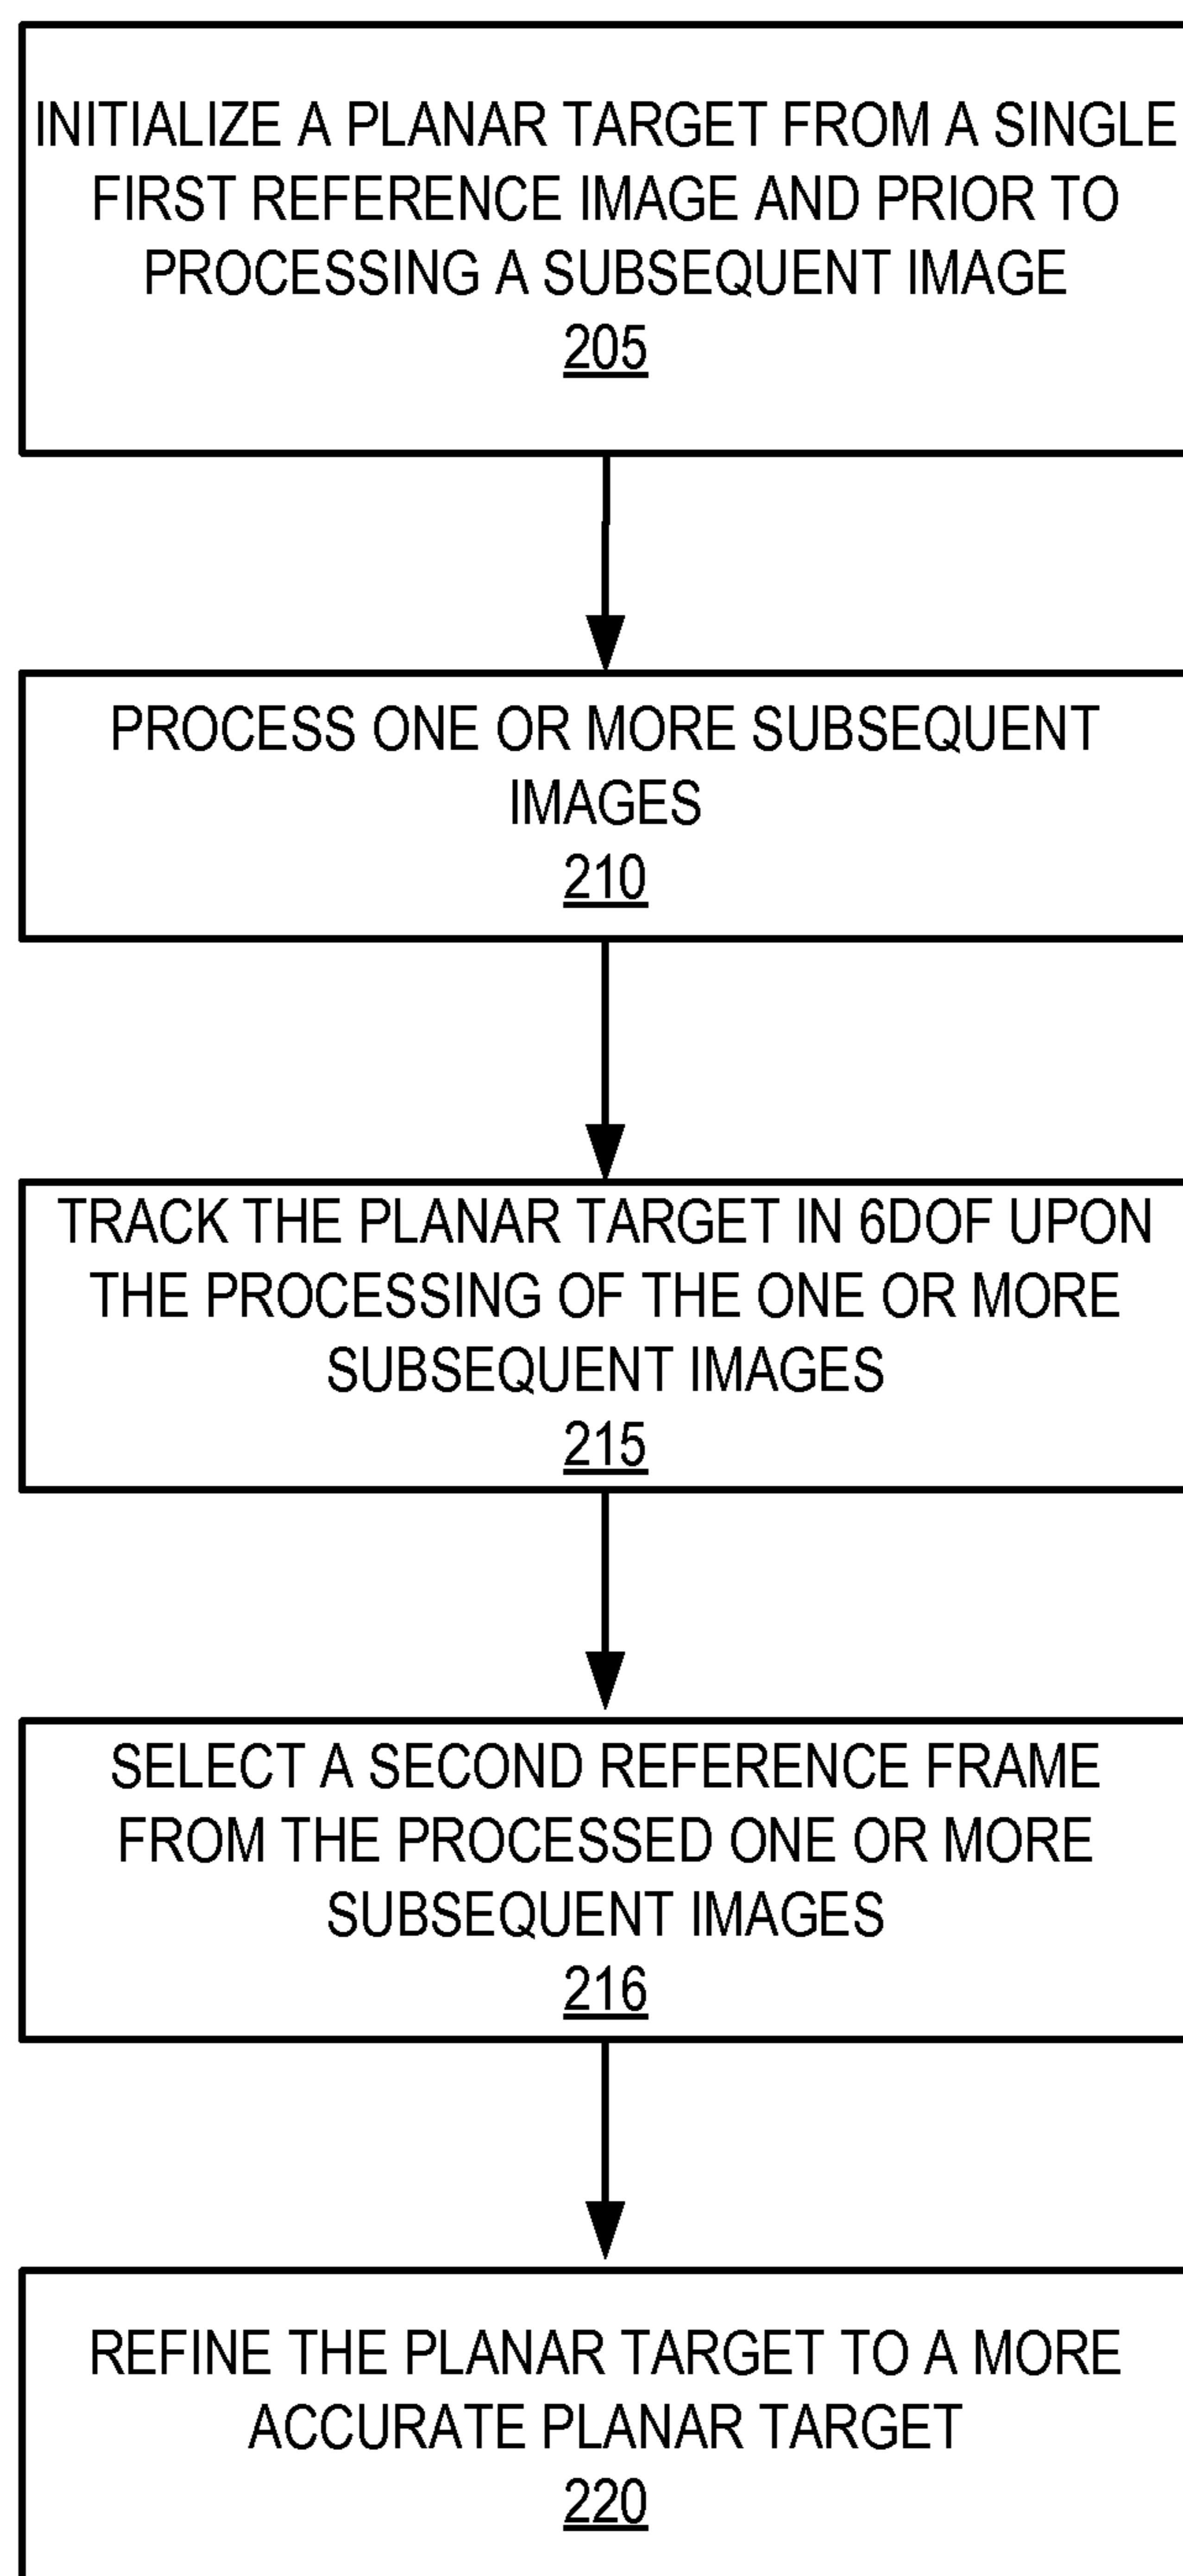 INITIALIZE A PLANAR TARGET FROM A SINGLE
FIRST REFERENCE IMAGE AND PRIOR TO
PROCESSING A SUBSEQUENT IMAGE
205
PROCESS ONE OR MORE SUBSEQUENT
IMAGES
210
TRACK THE PLANAR TARGET IN 6DOF UPON
THE PROCESSING OF THE ONE OR MORE
SUBSEQUENT IMAGES
215
SELECT A SECOND REFERENCE FRAME
FROM THE PROCESSED ONE OR MORE
SUBSEQUENT IMAGES
216
REFINE THE PLANAR TARGET TO A MORE
ACCURATE PLANAR TARGET
220